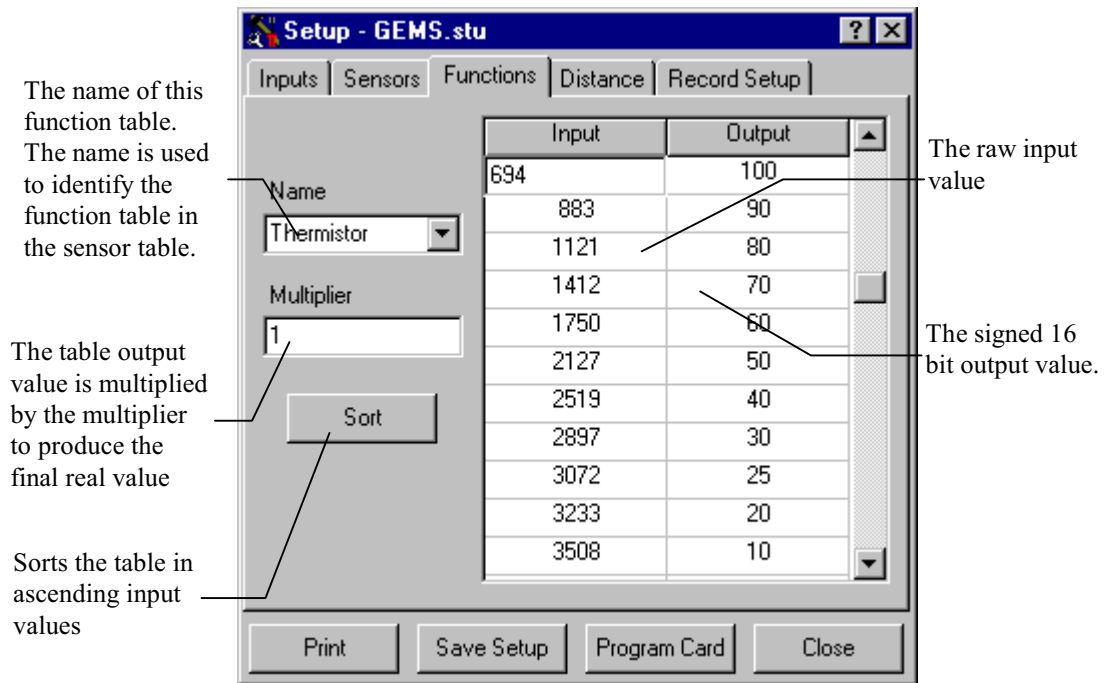 Setup - GEMS.stu
Inputs Sensors Functions Distance Record Setup
The name of this
function table.
The name is used
to identify the
function table in
the sensor table.
Name
Thermistor
Multiplier
1
The table output
value is multiplied
by the multiplier
to produce the
final real value
Sort
Sorts the table in
ascending input
values
Input Output
694 100
883 90
1121 80
1412 70
1750 60
2127 50
2519 40
2897 30
3072 25
3233 20
3508 10
The raw input
value
The signed 16
bit output value.
Print Save Setup Program Card Close